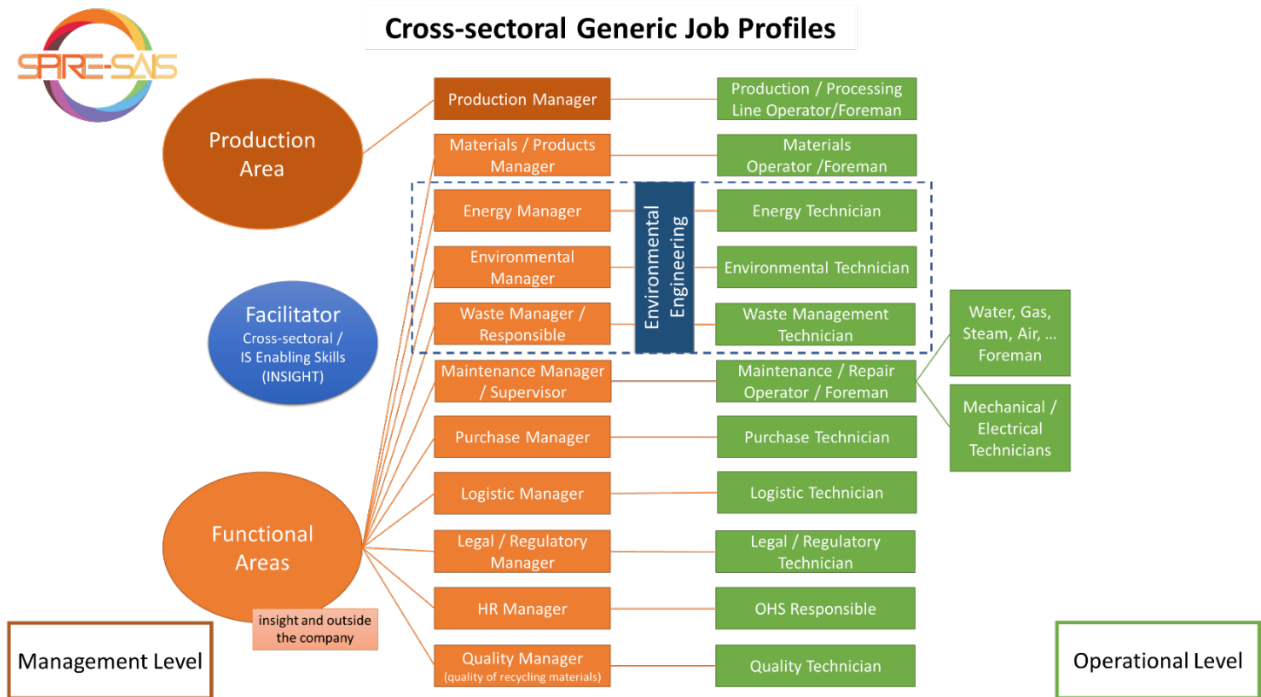 Cross-sectoral Generic Job Profiles
SPIRE-SAIS
Production
Area
Facilitator
Cross-sectoral /
IS Enabling Skills
(INSIGHT)
Functional
Areas
insight and outside
the company
Management Level
Production Manager
Materials / Products
Manager
Energy Manager
Environmental
Manager
Waste Manager /
Responsible
Maintenance Manager
/ Supervisor
Purchase Manager
Logistic Manager
Legal / Regulatory
Manager
HR Manager
Quality Manager
(quality of recycling materials)
Environmental
Engineering
Production / Processing
Line Operator/Foreman
Materials
Operator /Foreman
Energy Technician
Environmental Technician
Waste Management
Technician
Maintenance / Repair
Operator / Foreman
Purchase Technician
Logistic Technician
Legal / Regulatory
Technician
OHS Responsible
Quality Technician
Water, Gas,
Steam, Air, ...
Foreman
Mechanical /
Electrical
Technicians
Operational Level